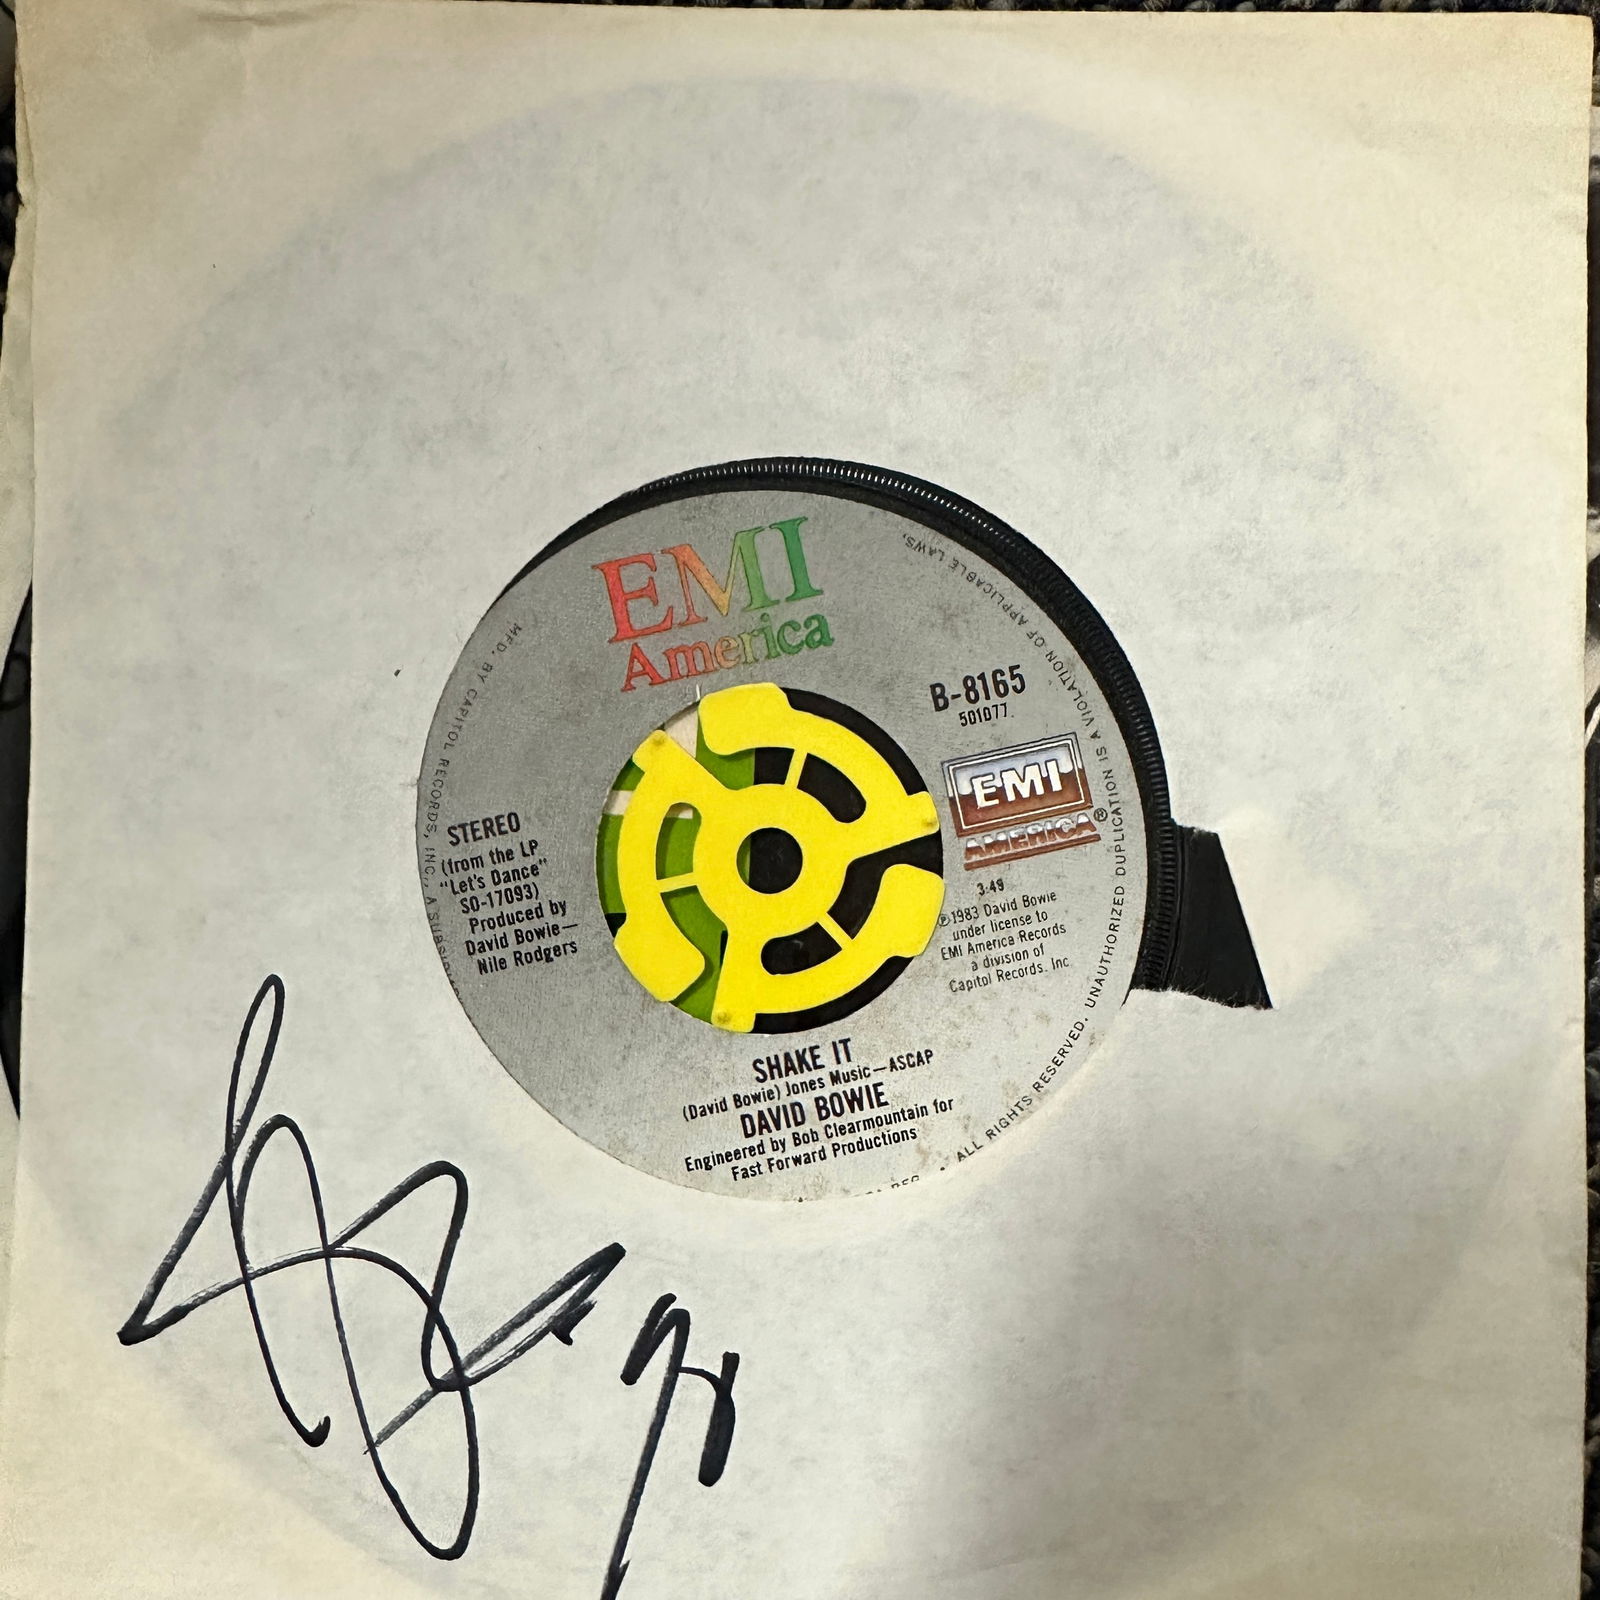 EMI
America
MFD. BY CAPITOL RECORDS, INC., A SUBSIDIARY
B-8165
501077
EMI
AMERICA®
STEREO
(from the LP
"Let's Dance"
SO-17093)
Produced by
David Bowie—
Nile Rodgers
3:49
℗1983 David Bowie
under license to
EMI America Records
a division of
Capitol Records, Inc
SHAKE IT
(David Bowie) Jones Music—ASCAP
DAVID BOWIE
Engineered by Bob Clearmountain for
Fast Forward Productions
ALL RIGHTS RESERVED. UNAUTHORIZED DUPLICATION IS A VIOLATION OF APPLICABLE LAWS.